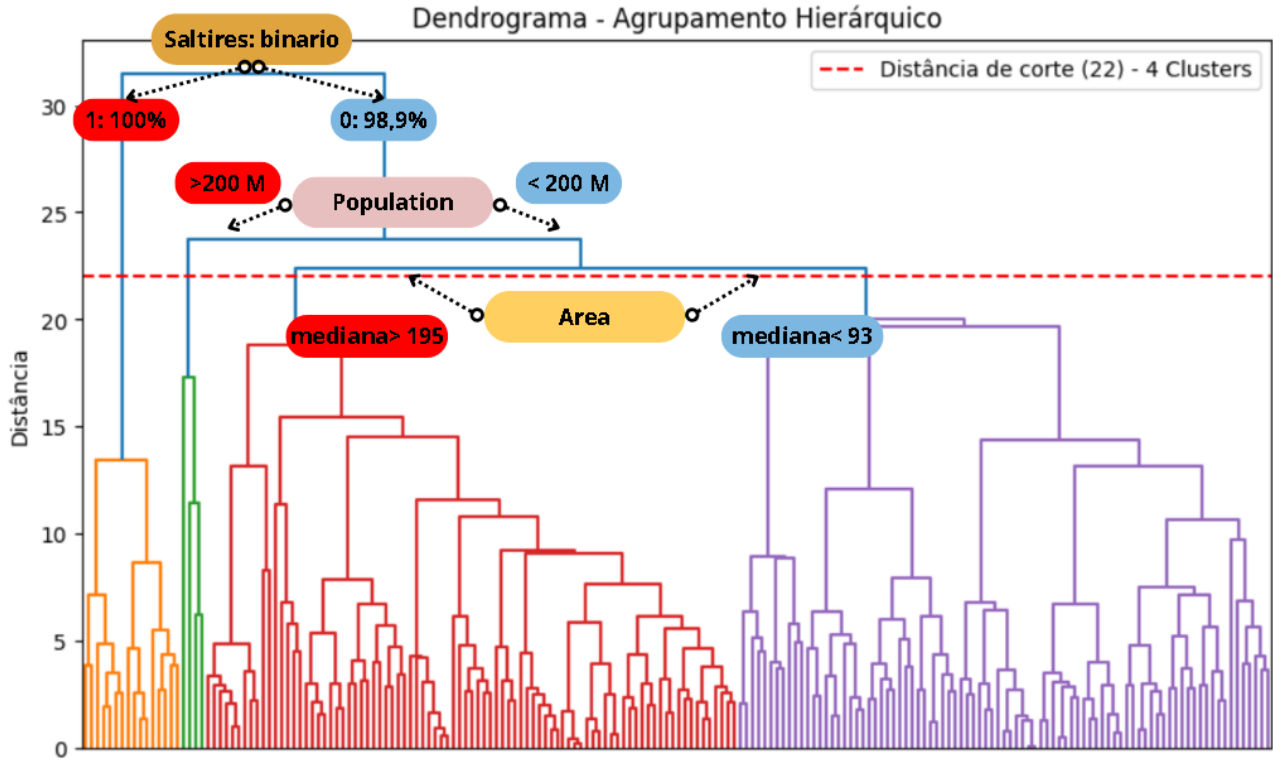 Dendrograma - Agrupamento Hierárquico
Saltires: binario
Distância de corte (22) - 4 Clusters
1: 100%
0: 98,9%
>200 M
< 200 M
Population
Area
mediana> 195
mediana< 93
Distância
30
25
20
15
10
5
0